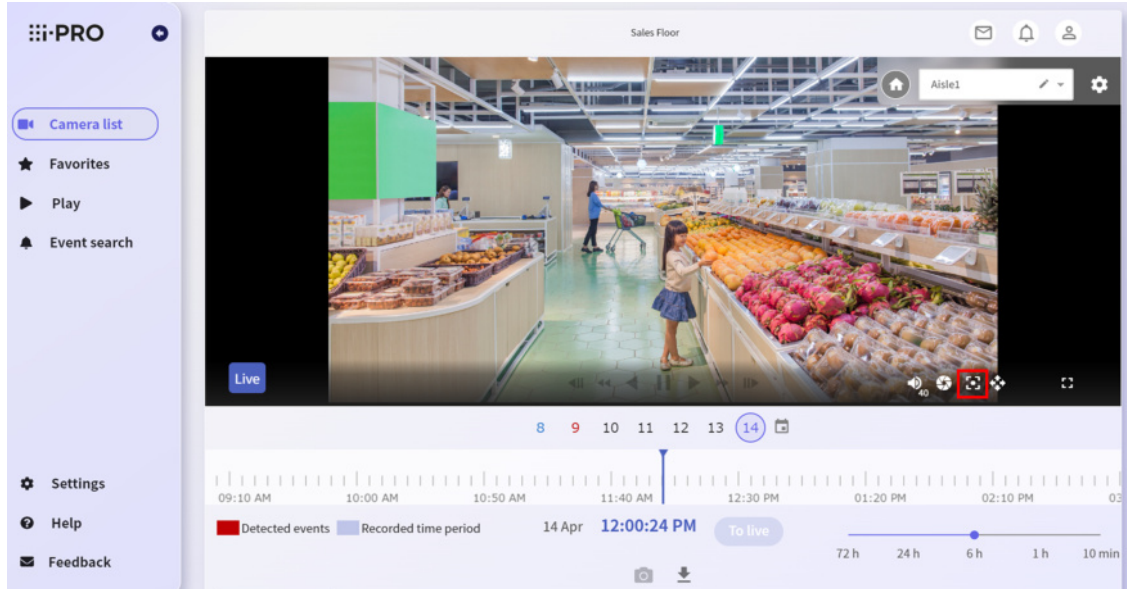 i-PRO
Sales Floor
Aisle1
Camera list
Favorites
Play
Event search
Live
40
8 9 10 11 12 13 14
09:10 AM 10:00 AM 10:50 AM 11:40 AM 12:30 PM 01:20 PM 02:10 PM 03
Detected events Recorded time period 14 Apr 12:00:24 PM To live
72 h 24 h 6 h 1 h 10 min
Settings
Help
Feedback